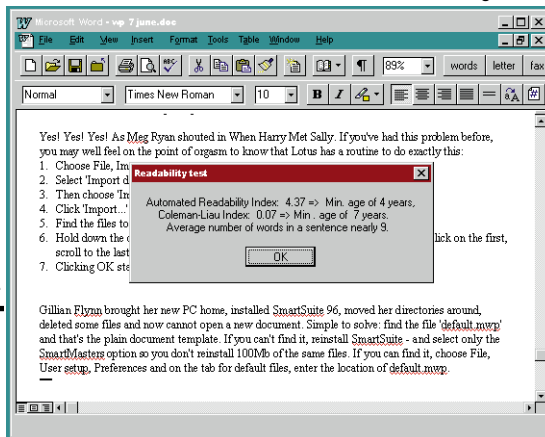 Microsoft Word - wp 7 june.doc
File Edit View Insert Format Tools Table Window Help
89% words letter fax
Normal Times New Roman 10 B I
Yes! Yes! Yes! As Meg Ryan shouted in When Harry Met Sally. If you've had this problem before,
you may well feel on the point of orgasm to know that Lotus has a routine to do exactly this:
1. Choose File, Im
2. Select 'Import d
3. Then choose 'Im
4. Click 'Import...'
5. Find the files to
6. Hold down the c lick on the first,
scroll to the last
7. Clicking OK sta
Readability test
Automated Readability Index: 4.37 => Min. age of 4 years,
Coleman-Liau Index: 0.07 => Min . age of 7 years.
Average number of words in a sentence nearly 9.
OK
Gillian Flynn brought her new PC home, installed SmartSuite 96, moved her directories around,
deleted some files and now cannot open a new document. Simple to solve: find the file 'default.mwp'
and that's the plain document template. If you can't find it, reinstall SmartSuite - and select only the
SmartMasters option so you don't reinstall 100Mb of the same files. If you can find it, choose File,
User setup, Preferences and on the tab for default files, enter the location of default.mwp.